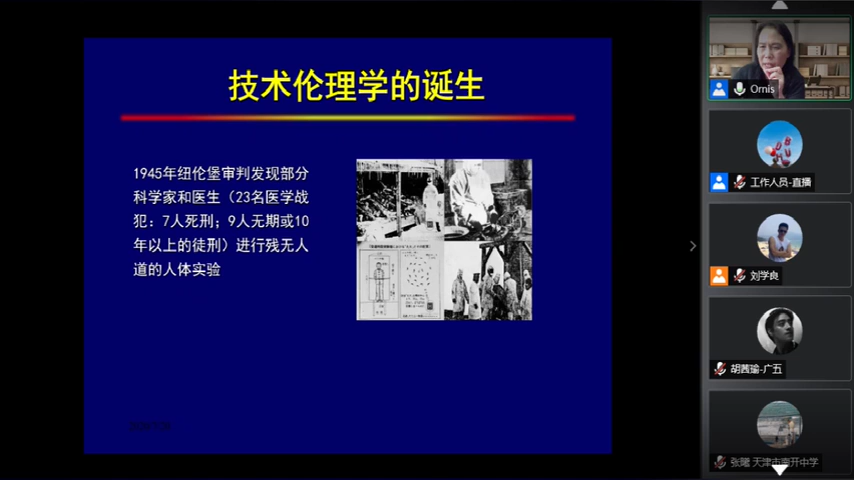 技术伦理学的诞生
1945年纽伦堡审判发现部分
科学家和医生（23名医学战
犯：7人死刑；9人无期或10
年以上的徒刑）进行残无人
道的人体实验
Ornis
工作人员-直播
刘学良
胡茜瑜-广五
天津市南开中学